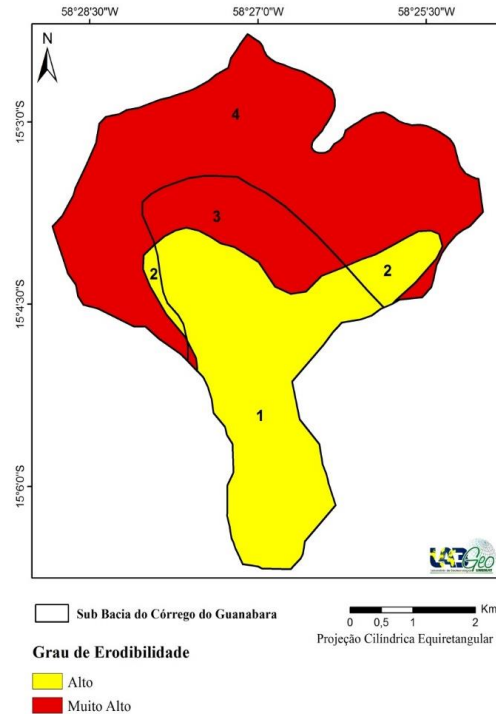 58°28'30"W 58°27'0"W 58°25'30"W
N
15°3'0"S
15°4'30"S
15°6'0"S
4
3
2
2
1
Geo
Sub Bacia do Córrego do Guanabara
Km
0 0,5 1 2
Projeção Cilíndrica Equiretangular
Grau de Erodibilidade
Alto
Muito Alto